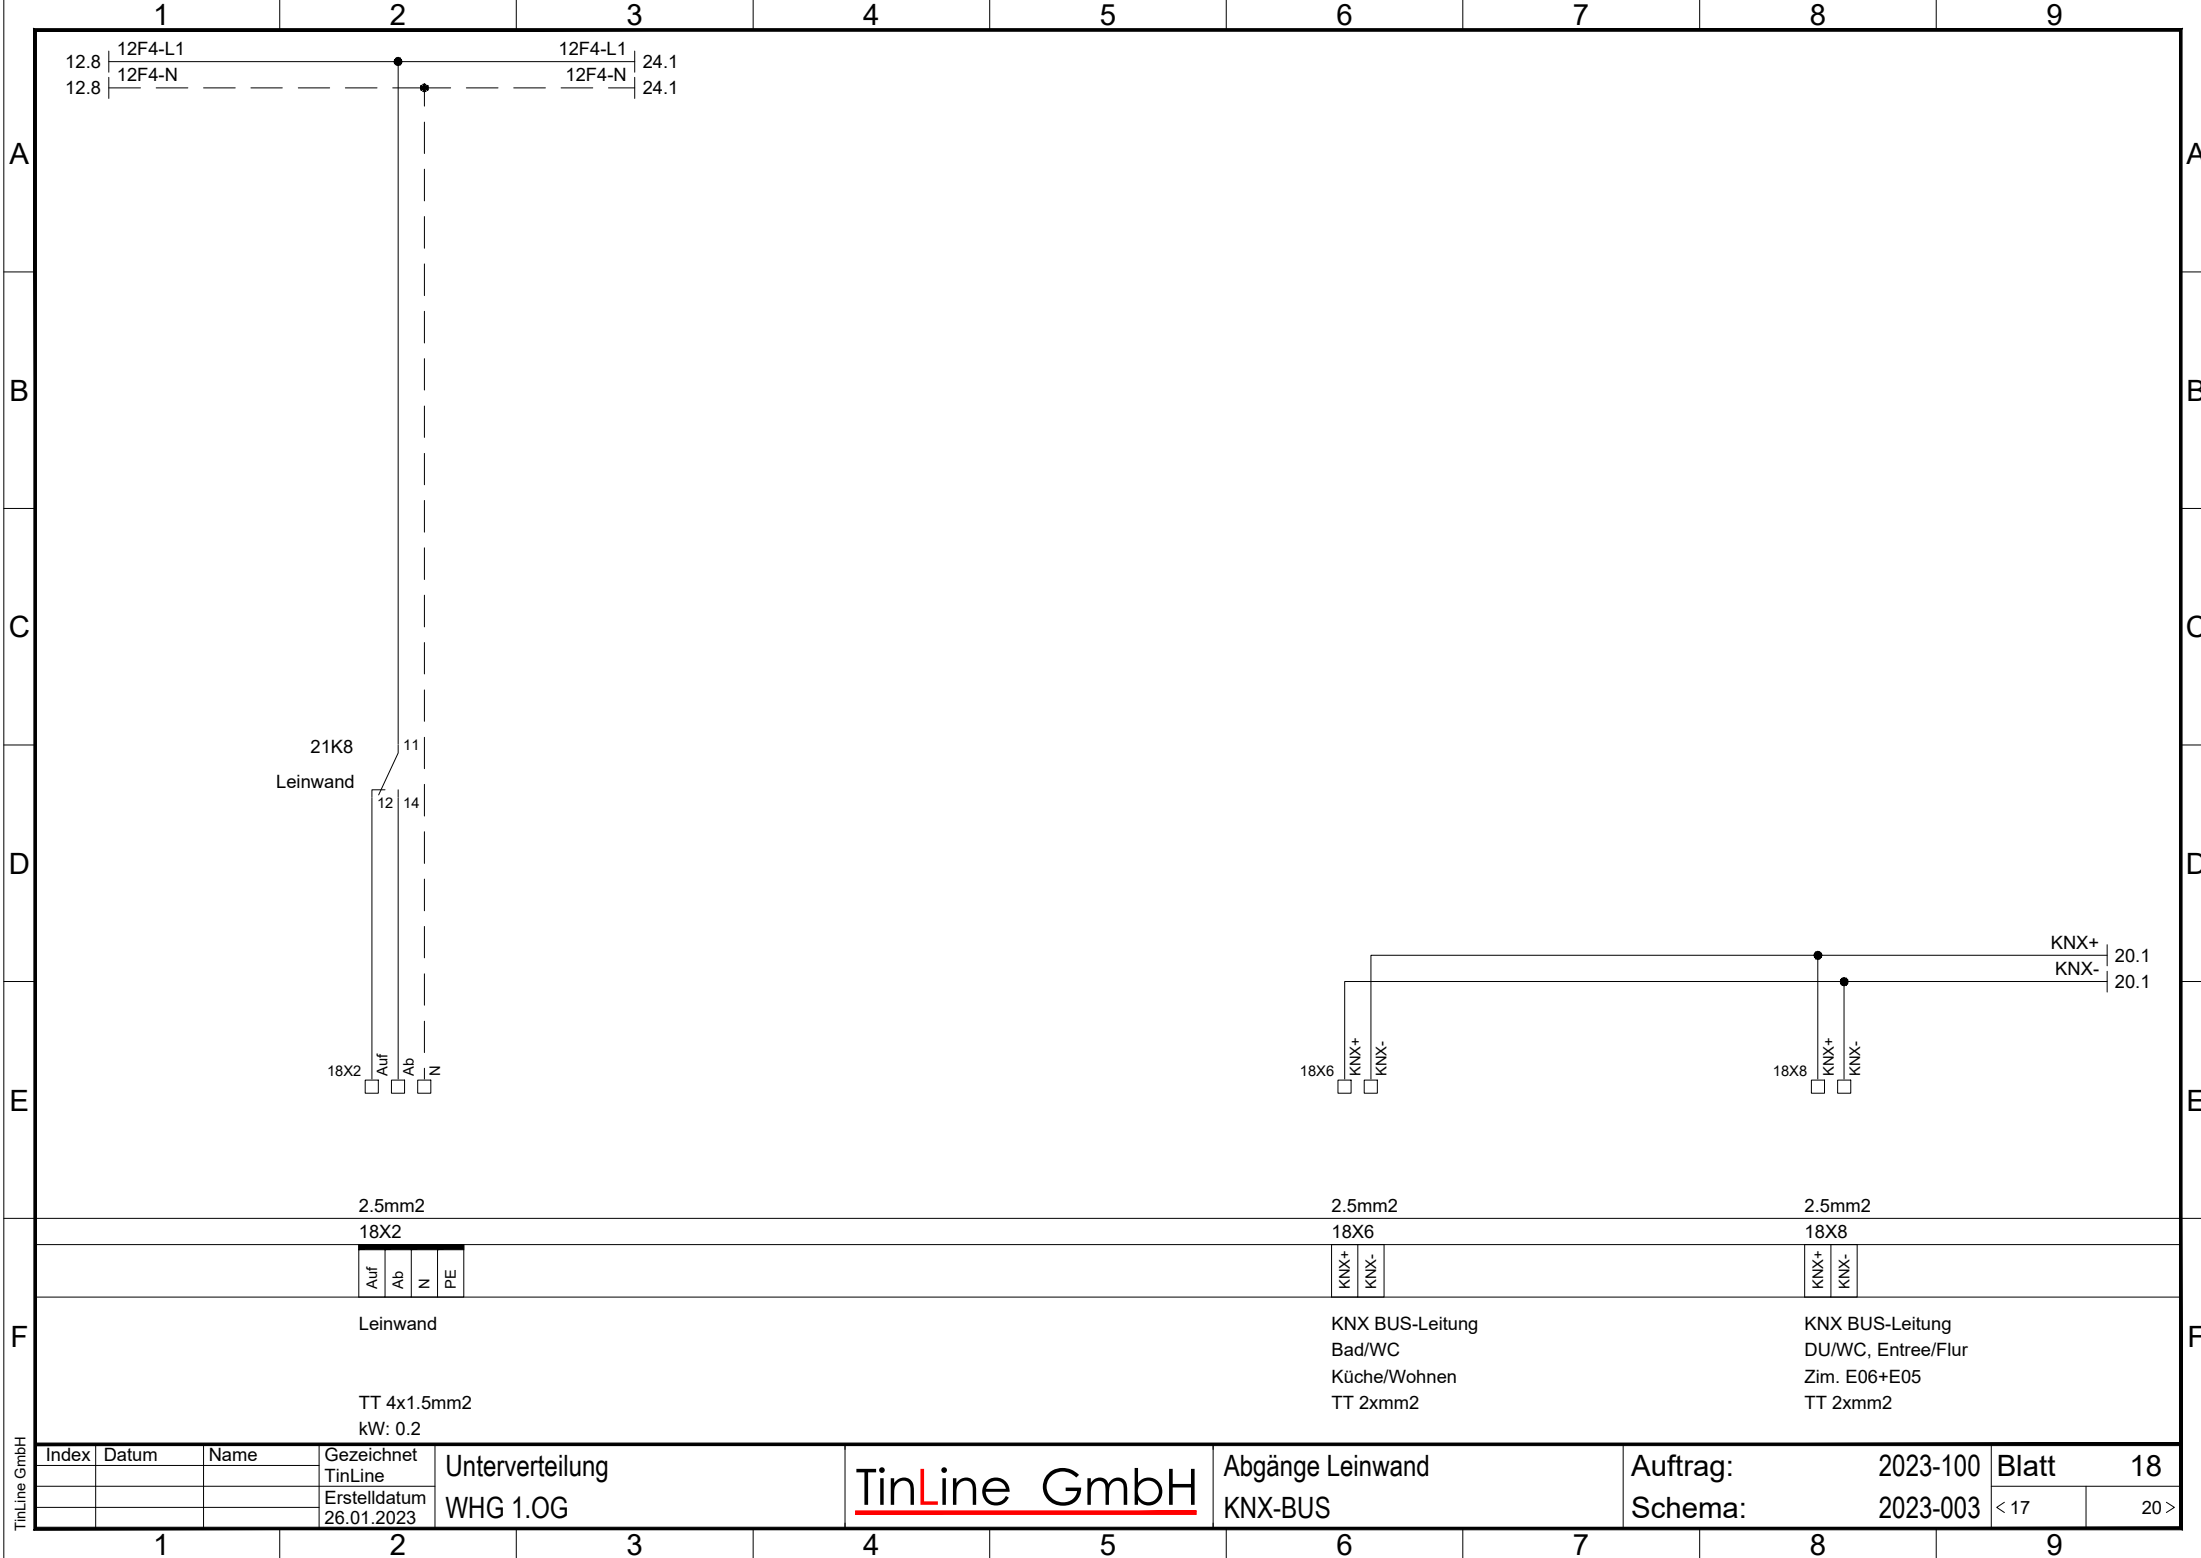 1 2 3 4 5 6 7 8 9
12.8 12F4-L1 12F4-L1 24.1
12.8 12F4-N 12F4-N 24.1
A A
B B
C C
21K8 11
Leinwand
12 14
D D
KNX+ 20.1
KNX- 20.1
18X2 Auf Ab N
18X6 KNX+ KNX-
18X8 KNX+ KNX-
E E
2.5mm2 2.5mm2 2.5mm2
18X2 18X6 18X8
Auf Ab N PE KNX+ KNX- KNX+ KNX-
F F
Leinwand
TT 4x1.5mm2
kW: 0.2
KNX BUS-Leitung
Bad/WC
Küche/Wohnen
TT 2xmm2
KNX BUS-Leitung
DU/WC, Entree/Flur
Zim. E06+E05
TT 2xmm2
TinLine GmbH
Index Datum Name
Gezeichnet
TinLine
Erstelldatum
26.01.2023
Unterverteilung
WHG 1.OG
TinLine GmbH
Abgänge Leinwand
KNX-BUS
Auftrag: 2023-100
Schema: 2023-003
Blatt 18
< 17 20 >
1 2 3 4 5 6 7 8 9